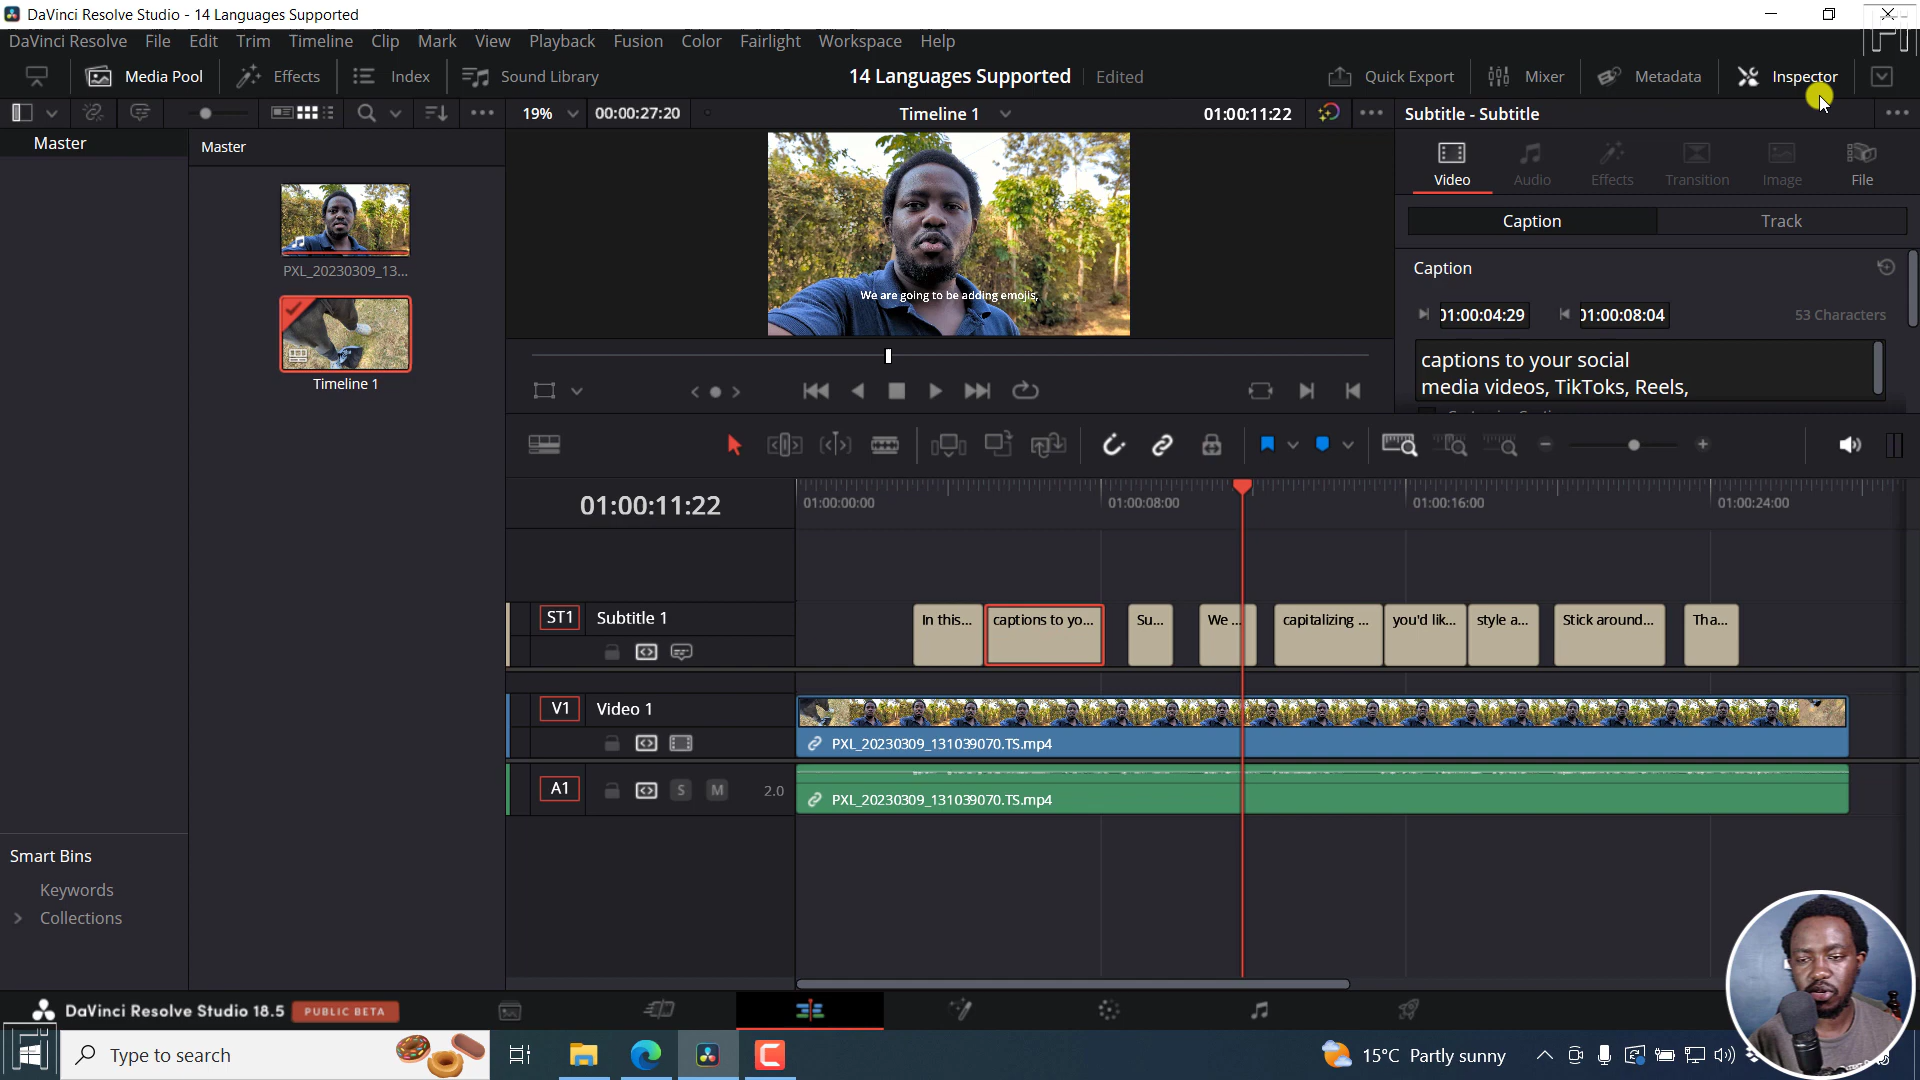 DaVinci Resolve Studio - 14 Languages Supported
DaVinci Resolve File Edit Trim Timeline Clip Mark View Playback Fusion Color Fairlight Workspace Help
Media Pool Effects Index Sound Library 14 Languages Supported Edited Quick Export Mixer Metadata Inspector
19% 00:00:27:20 Timeline 1 01:00:11:22 Subtitle - Subtitle
Master Master
Video Audio Effects Transition Image File
Caption Track
Caption
PXL_20230309_13...
We are going to be adding emojis,
01:00:04:29 01:00:08:04 53 Characters
captions to your social
media videos, TikToks, Reels,
Timeline 1
01:00:11:22 01:00:00:00 01:00:08:00 01:00:16:00 01:00:24:00
ST1 Subtitle 1 In this... captions to yo... Su... We ... capitalizing ... you'd lik... style a... Stick around... Tha...
V1 Video 1
PXL_20230309_131039070.TS.mp4
A1 S M 2.0 PXL_20230309_131039070.TS.mp4
Smart Bins
Keywords
Collections
DaVinci Resolve Studio 18.5 PUBLIC BETA
Type to search 15°C Partly sunny